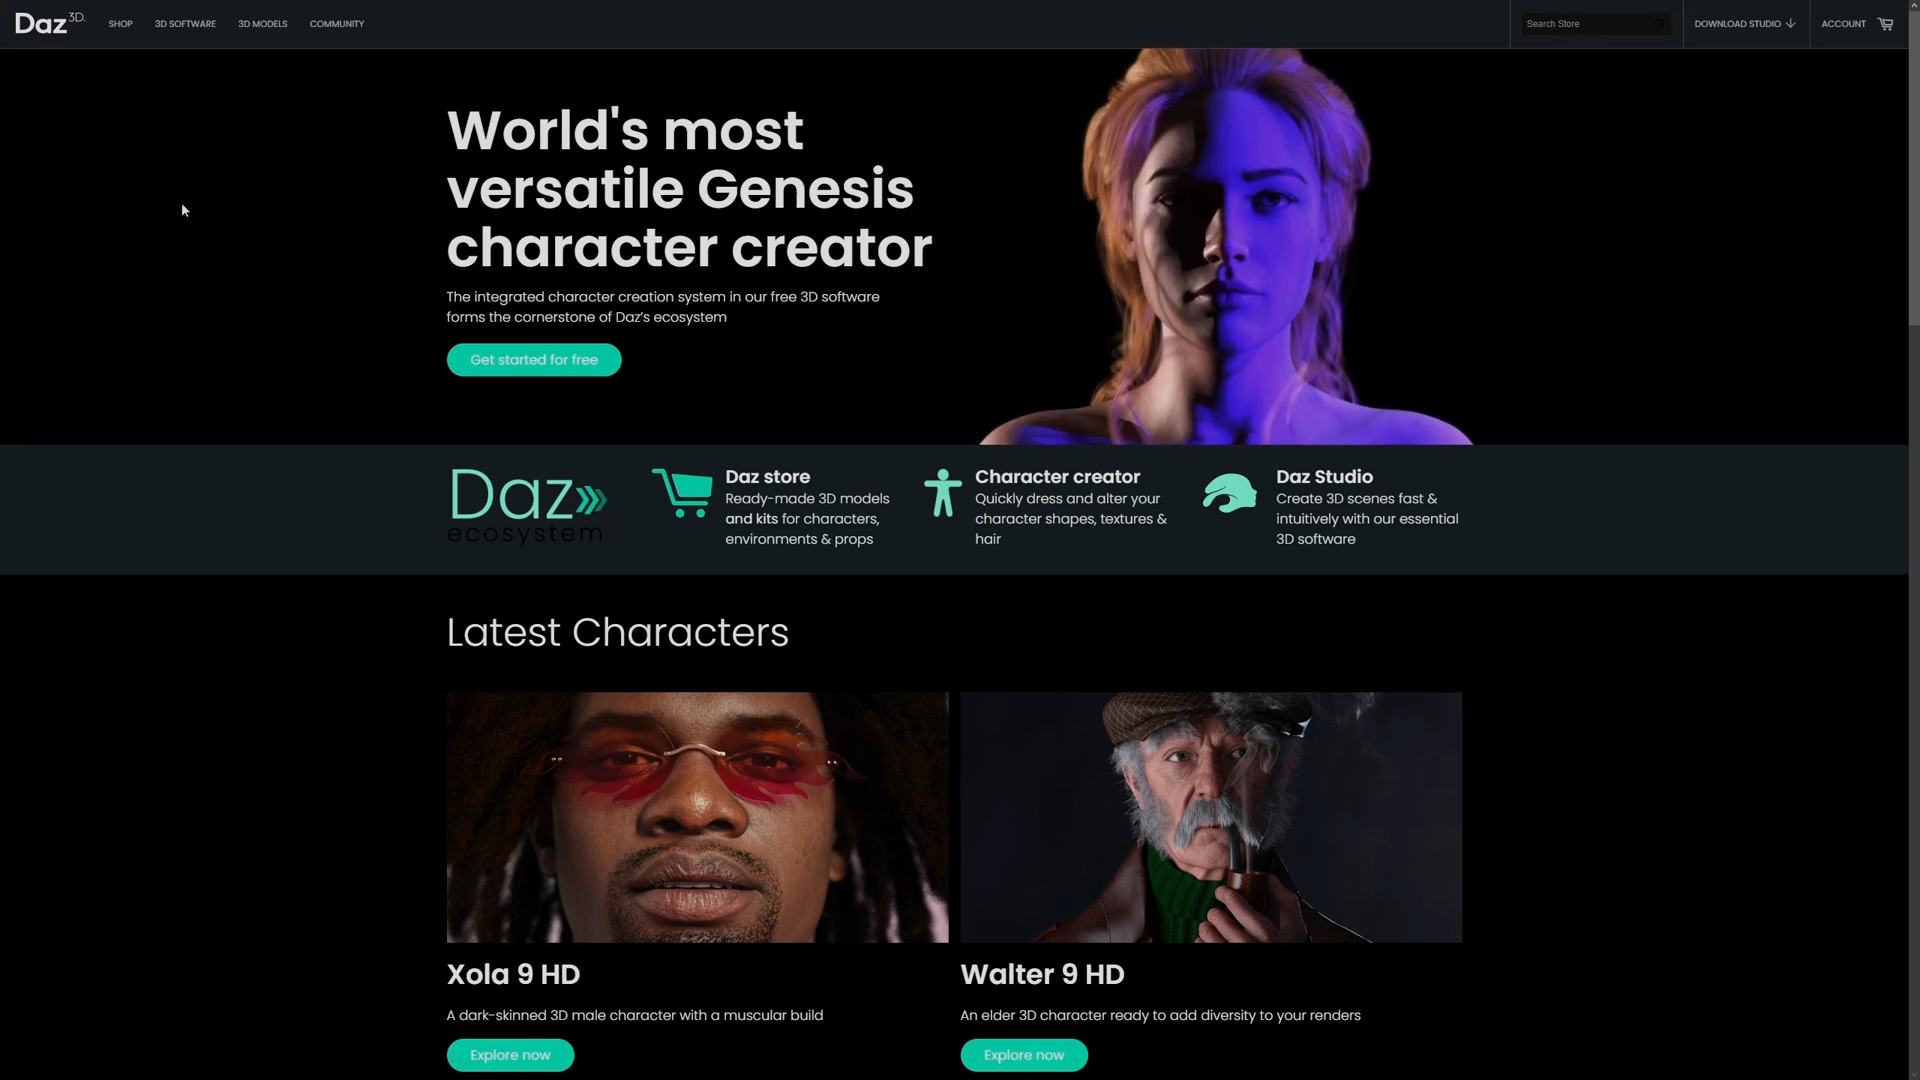 Daz 3D.
SHOP
3D SOFTWARE
3D MODELS
COMMUNITY
Search Store
DOWNLOAD STUDIO
ACCOUNT
World's most
versatile Genesis
character creator
The integrated character creation system in our free 3D software
forms the cornerstone of Daz’s ecosystem
Get started for free
Daz
ecosystem
Daz store
Ready-made 3D models
and kits for characters,
environments & props
Character creator
Quickly dress and alter your
character shapes, textures &
hair
Daz Studio
Create 3D scenes fast &
intuitively with our essential
3D software
Latest Characters
Xola 9 HD
A dark-skinned 3D male character with a muscular build
Explore now
Walter 9 HD
An elder 3D character ready to add diversity to your renders
Explore now